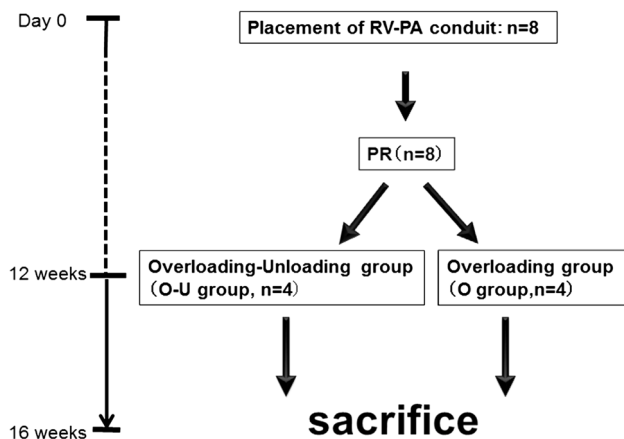 Day 0
Placement of RV-PA conduit: n=8
PR（n=8）
12 weeks
Overloading-Unloading group
（O-U group, n=4）
Overloading group
（O group,n=4）
sacrifice
16 weeks